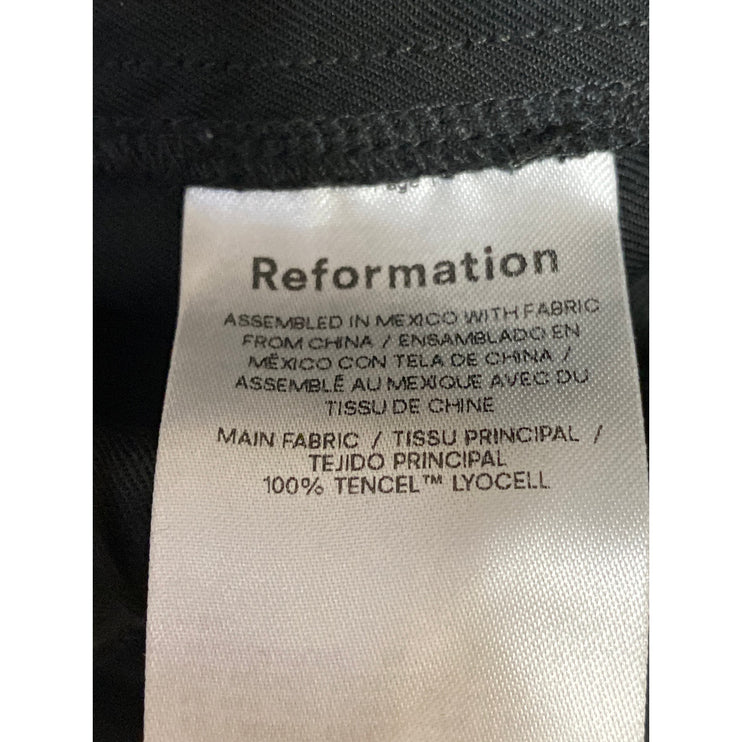 Reformation
ASSEMBLED IN MEXICO WITH FABRIC
FROM CHINA / ENSAMBLADO EN
MÉXICO CON TELA DE CHINA /
ASSEMBLÉ AU MEXIQUE AVEC DU
TISSU DE CHINE
MAIN FABRIC / TISSU PRINCIPAL /
TEJIDO PRINCIPAL
100% TENCEL™ LYOCELL